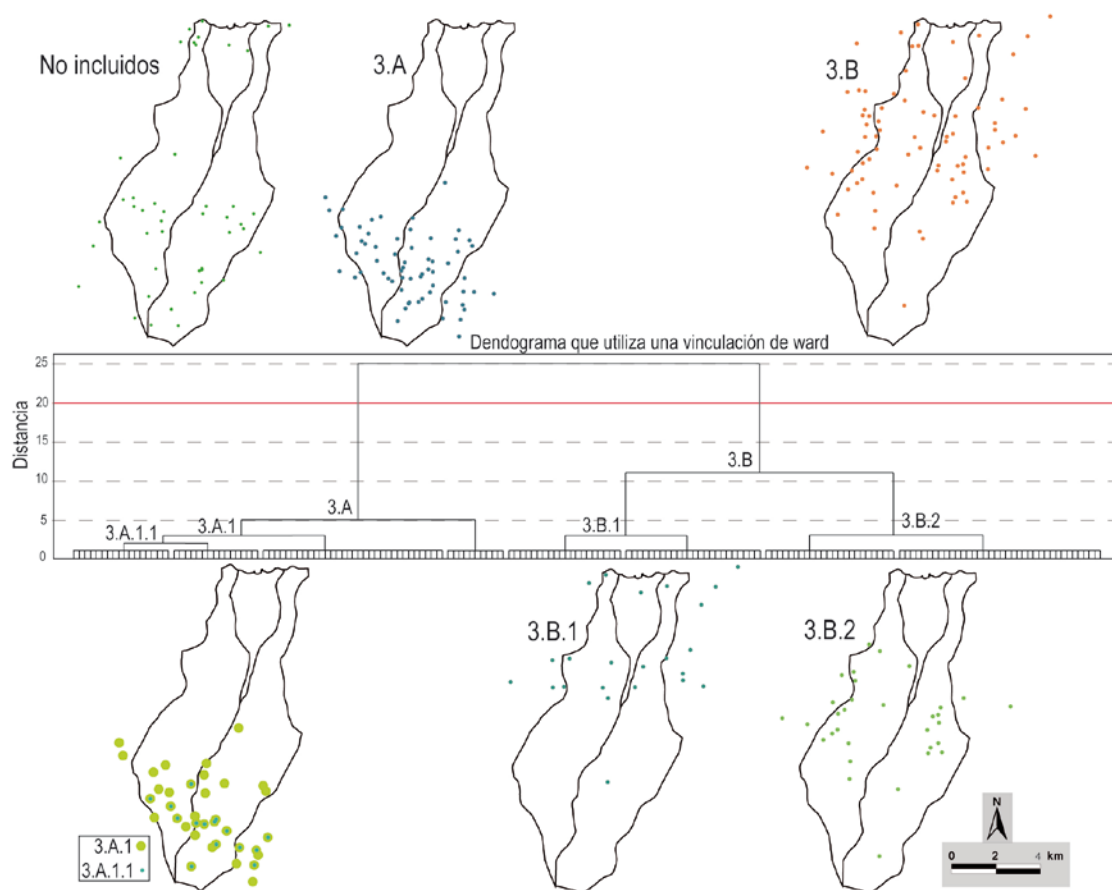 No incluidos
3.A
3.B
Dendograma que utiliza una vinculación de ward
Distancia
25
20
15
10
5
0
3.A.1.1
3.A.1
3.A
3.B.1
3.B
3.B.2
3.B.1
3.B.2
3.A.1
3.A.1.1
N
0 2 4 km